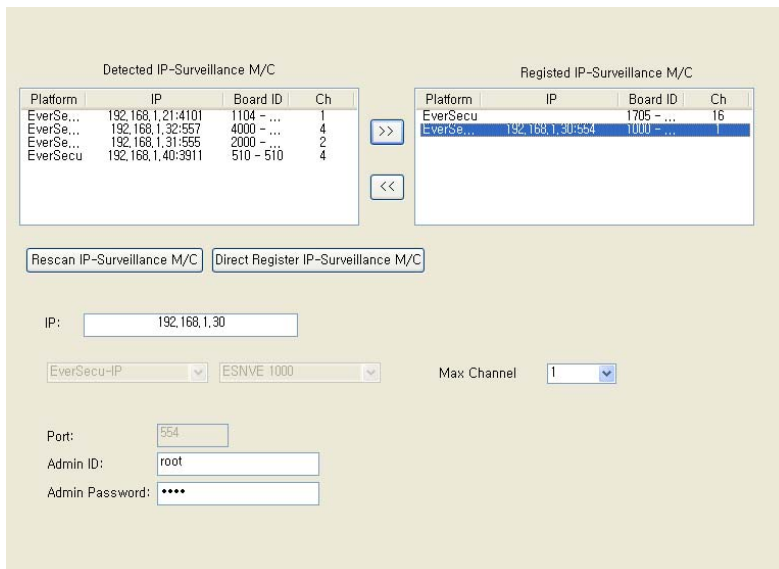 Detected IP-Surveillance M/C
Registed IP-Surveillance M/C
Platform IP Board ID Ch
EverSe... 192,168,1,21:4101 1104 - ... 1
EverSe... 192,168,1,32:557 4000 - ... 4
EverSe... 192,168,1,31:555 2000 - ... 2
EverSecu 192,168,1,40:3911 510 - 510 4
>>
<<
Platform IP Board ID Ch
EverSecu 1705 - ... 16
EverSe... 192,168,1,30:554 1000 - ... 1
Rescan IP-Surveillance M/C
Direct Register IP-Surveillance M/C
IP: 192,168,1,30
EverSecu-IP ESNVE 1000 Max Channel 1
Port: 554
Admin ID: root
Admin Password: ••••